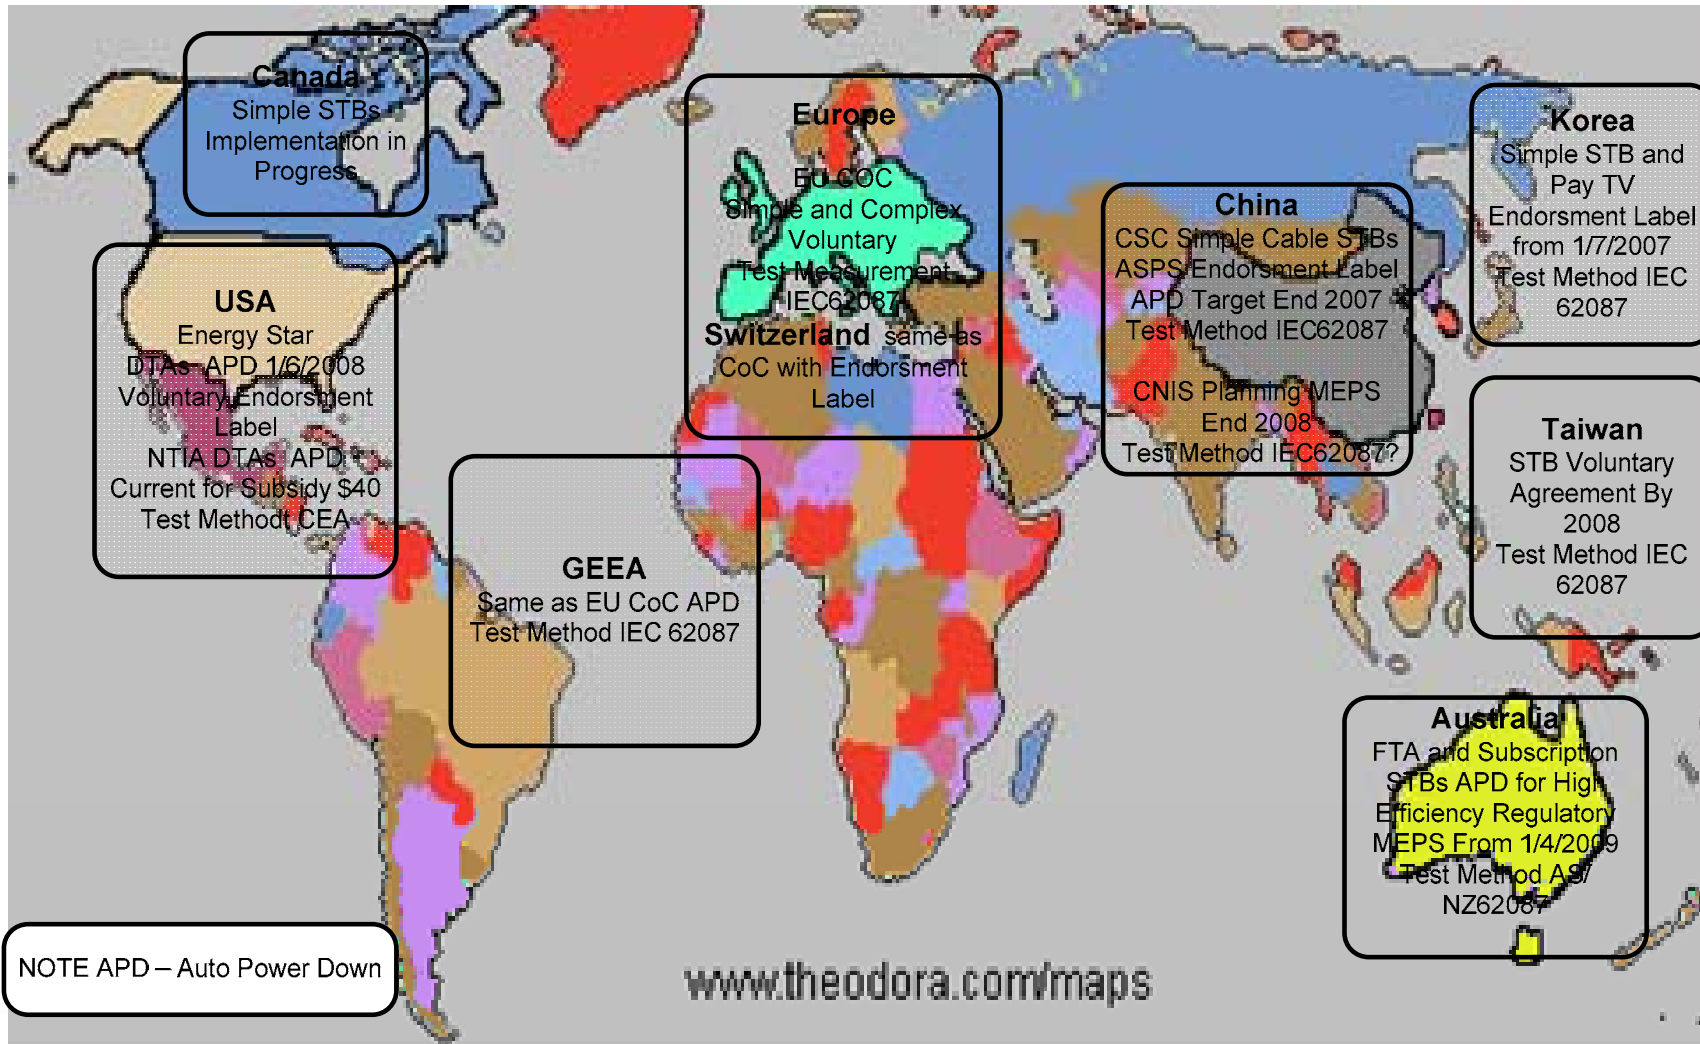 Canada
Simple STBs
Implementation in
Progress
USA
Energy Star
DTAs APD 1/6/2008
Voluntary Endorsment
Label
NTIA DTAs APD
Current for Subsidy $40
Test Methodt CEA
GEEA
Same as EU CoC APD
Test Method IEC 62087
Europe
EU COC
Simple and Complex
Voluntary
Test Measurement
IEC62087
Switzerland same as
CoC with Endorsment
Label
China
CSC Simple Cable STBs
ASPS Endorsment Label
APD Target End 2007
Test Method IEC62087
CNIS Planning MEPS
End 2008
Test Method IEC62087?
Korea
Simple STB and
Pay TV
Endorsment Label
from 1/7/2007
Test Method IEC
62087
Taiwan
STB Voluntary
Agreement By
2008
Test Method IEC
62087
Australia
FTA and Subscription
STBs APD for High
Efficiency Regulatory
MEPS From 1/4/2009
Test Method AS/
NZ62087
NOTE APD – Auto Power Down
www.theodora.com/maps